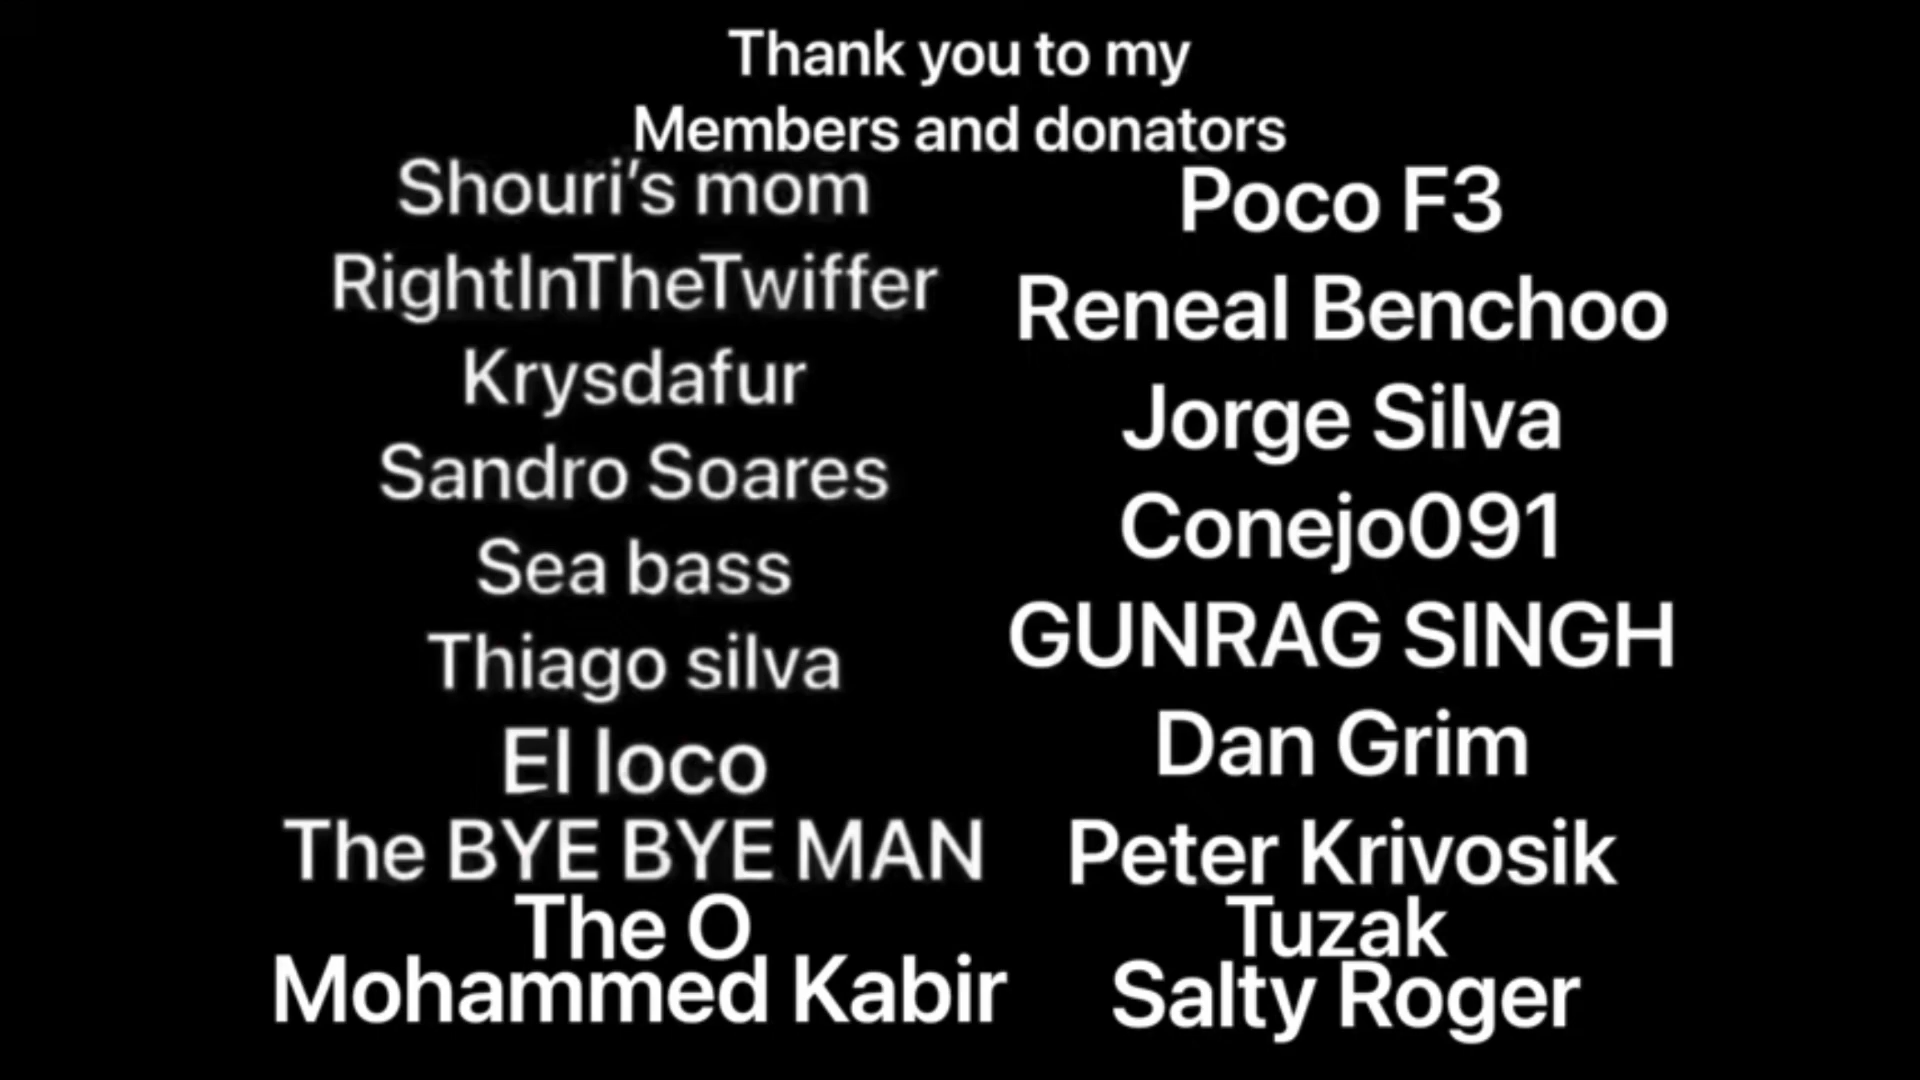 Thank you to my
Members and donators
Shouri’s mom
RightInTheTwiffer
Krysdafur
Sandro Soares
Sea bass
Thiago silva
El loco
The BYE BYE MAN
The O
Mohammed Kabir
Poco F3
Reneal Benchoo
Jorge Silva
Conejo091
GUNRAG SINGH
Dan Grim
Peter Krivosik
Tuzak
Salty Roger